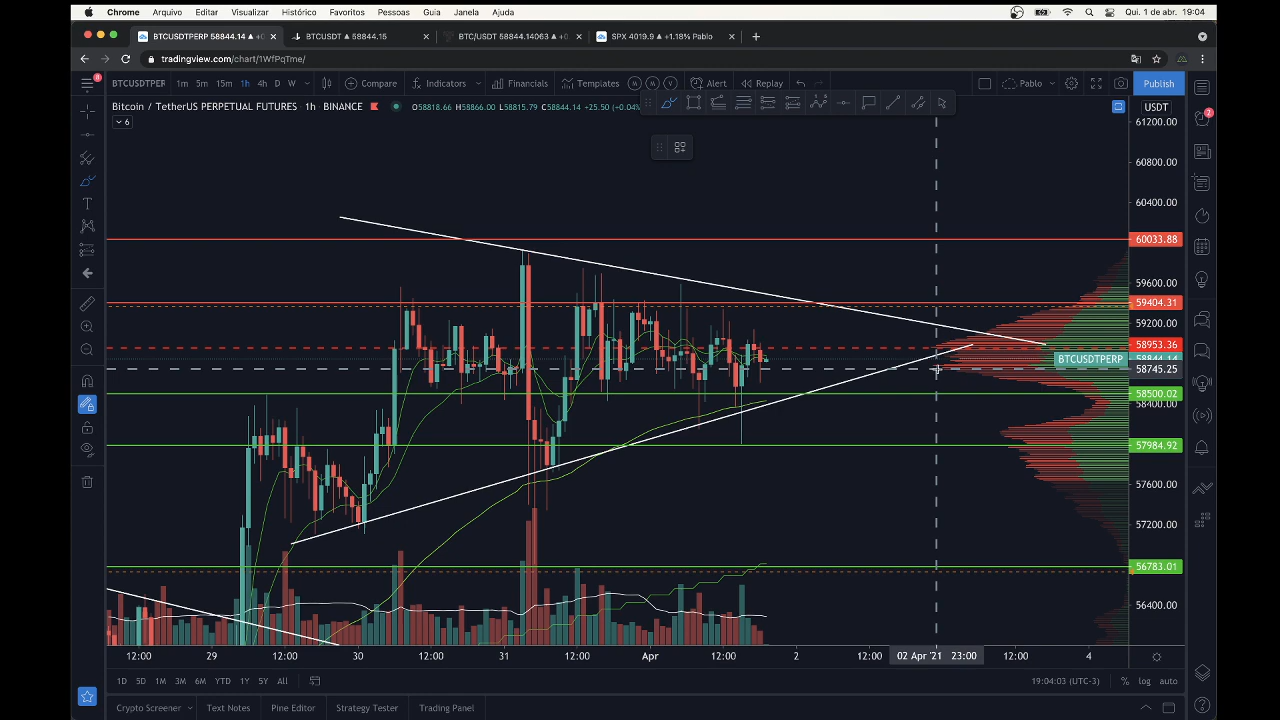 Chrome Arquivo Editar Visualizar Histórico Favoritos Pessoas Guia Janela Ajuda Qui. 1 de abr. 19:04
BTCUSDTPERP 58844.14 ▲ +0 × BTCUSDT ▲ 58844.15 × BTC/USDT 58844.14063 ▲ +0 × SPX 4019.9 ▲ +1.18% Pablo × +
tradingview.com/chart/1WfPqTme/
8 BTCUSDTPERP 1m 5m 15m 1h 4h D W Compare Indicators Financials Templates M M V Alert Replay Pablo Publish
Bitcoin / TetherUS PERPETUAL FUTURES 1h BINANCE O58818.66 H58866.00 L58815.79 C58844.14 +25.50 (+0.04%
USDT
2
6
61200.00
60800.00
60400.00
60033.88
59600.00
59404.31
59200.00
58953.36
BTCUSDTPERP 58844.14
58745.25
58500.02
58400.00
57984.92
57600.00
57200.00
56783.01
56400.00
12:00 29 12:00 30 12:00 31 12:00 Apr 12:00 2 12:00 02 Apr '21 23:00 12:00 4
1D 5D 1M 3M 6M YTD 1Y 5Y All 19:04:03 (UTC-3) % log auto
Crypto Screener Text Notes Pine Editor Strategy Tester Trading Panel